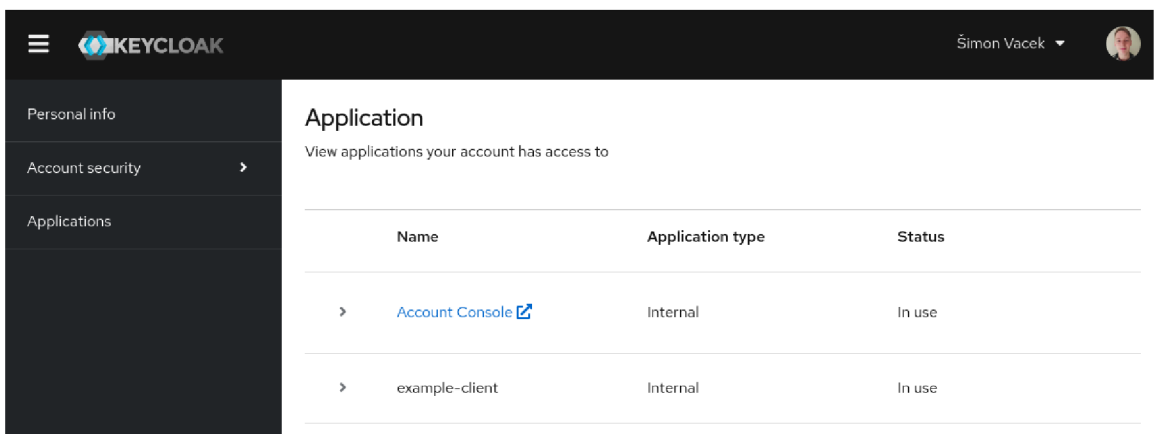 KEYCLOAK
Šimon Vacek
Personal info
Account security
Applications
Application
View applications your account has access to
Name Application type Status
Account Console Internal In use
example-client Internal In use